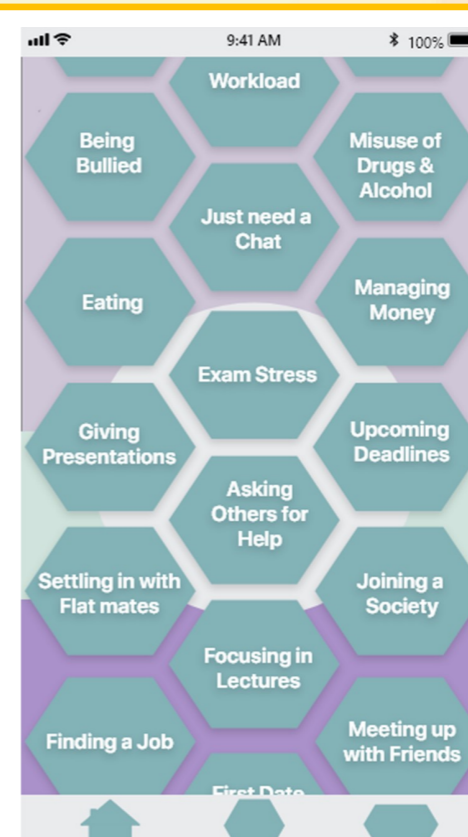 9:41 AM
100%
Workload
Being
Bullied
Misuse of
Drugs &
Alcohol
Just need a
Chat
Eating
Managing
Money
Exam Stress
Giving
Presentations
Upcoming
Deadlines
Asking
Others for
Help
Settling in with
Flat mates
Joining a
Society
Focusing in
Lectures
Finding a Job
Meeting up
with Friends
First Date